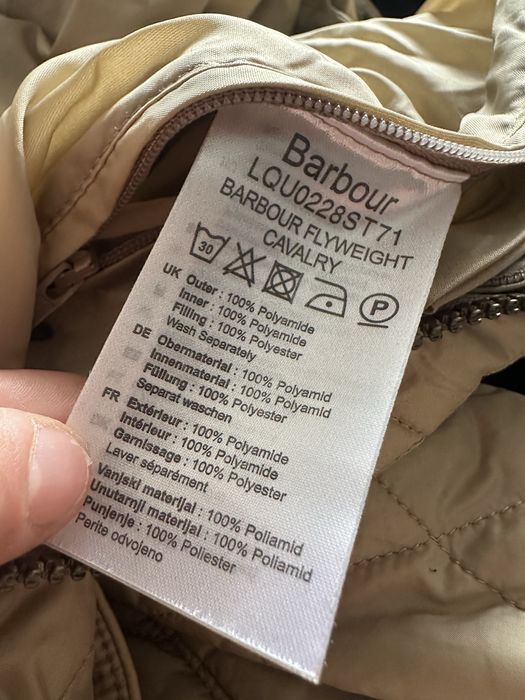 Barbour
LQU0228ST71
BARBOUR FLYWEIGHT
CAVALRY
30 P
UK Outer : 100% Polyamide
Inner : 100% Polyamide
Filling : 100% Polyester
Wash Separately
DE Obermaterial : 100% Polyamid
Innenmaterial : 100% Polyamid
Füllung : 100% Polyester
Separat waschen
FR Extérieur : 100% Polyamide
Intérieur : 100% Polyamide
Garnissage : 100% Polyester
Laver séparément
Vanjski materijal : 100% Poliamid
Unutarnji materijal : 100% Poliamid
Punjenje : 100% Poliester
Perite odvojeno